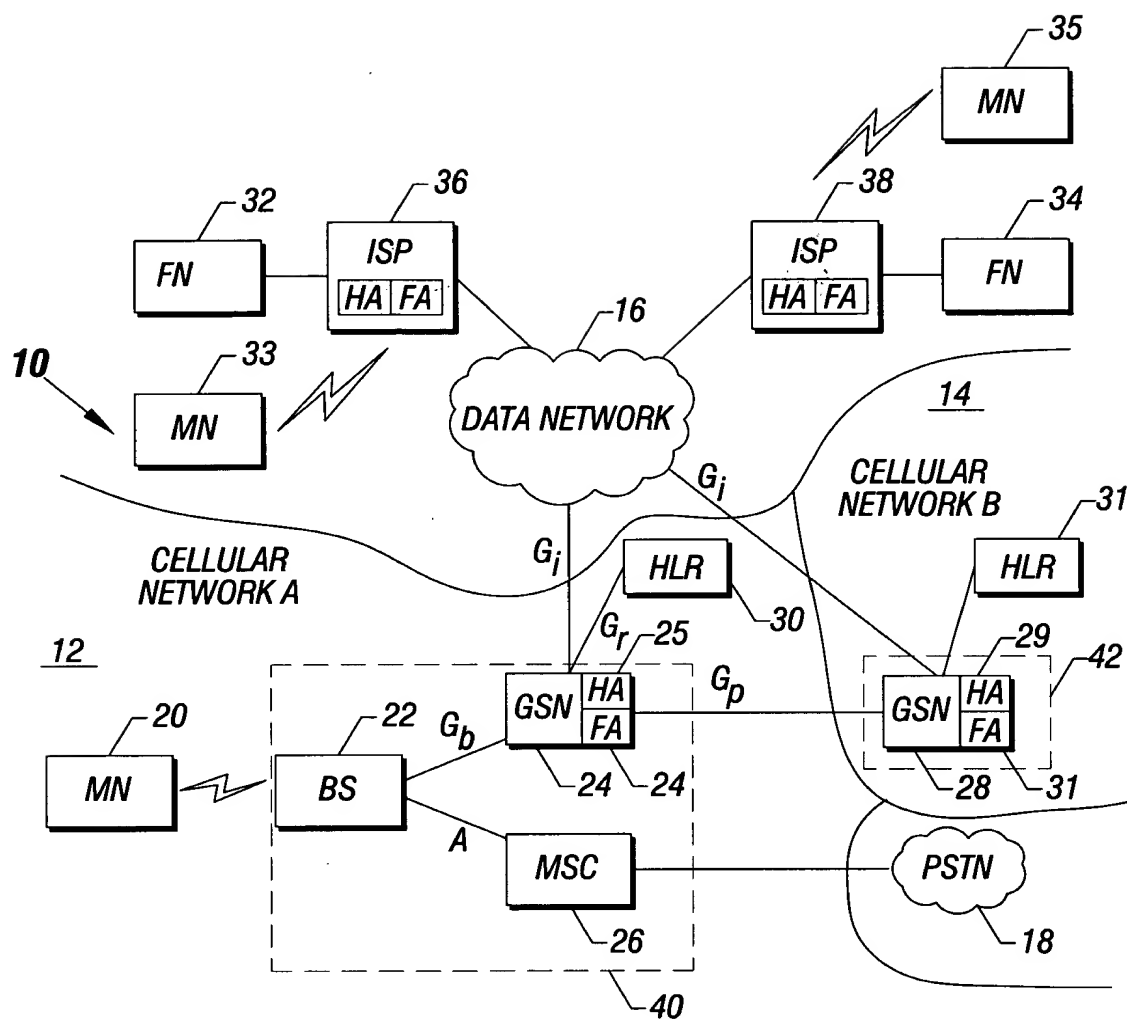 35
MN
36
38
32
34
FN
ISP
HA FA
ISP
HA FA
FN
16
10
33
MN
DATA NETWORK
14
CELLULAR
NETWORK B
Gi
31
CELLULAR
NETWORK A
Gi
HLR
HLR
30
Gr
25
29
12
42
GSN
HA
FA
Gp
GSN
HA
FA
20
22
Gb
MN
BS
24
24
28
31
A
MSC
PSTN
26
18
40